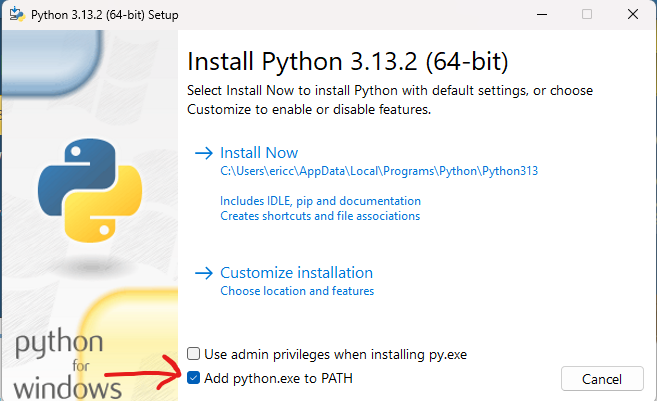 Python 3.13.2 (64-bit) Setup
Install Python 3.13.2 (64-bit)
Select Install Now to install Python with default settings, or choose
Customize to enable or disable features.
Install Now
C:\Users\ericc\AppData\Local\Programs\Python\Python313
Includes IDLE, pip and documentation
Creates shortcuts and file associations
Customize installation
Choose location and features
Use admin privileges when installing py.exe
Add python.exe to PATH
python
for
windows
Cancel